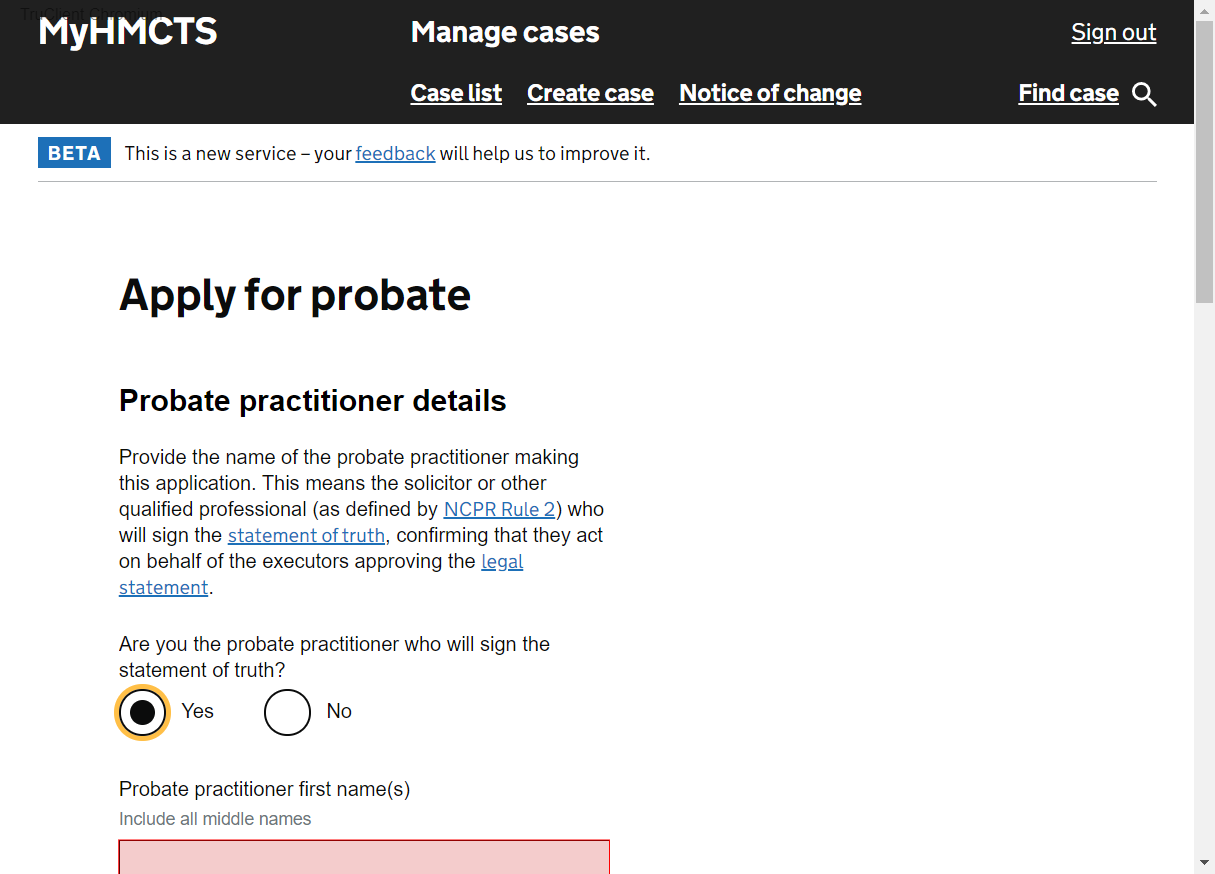 TruClient Chromium
MyHMCTS
Manage cases
Sign out
Case list
Create case
Notice of change
Find case
BETA
This is a new service – your feedback will help us to improve it.
Apply for probate
Probate practitioner details
Provide the name of the probate practitioner making
this application. This means the solicitor or other
qualified professional (as defined by NCPR Rule 2) who
will sign the statement of truth, confirming that they act
on behalf of the executors approving the legal
statement.
Are you the probate practitioner who will sign the
statement of truth?
Yes
No
Probate practitioner first name(s)
Include all middle names